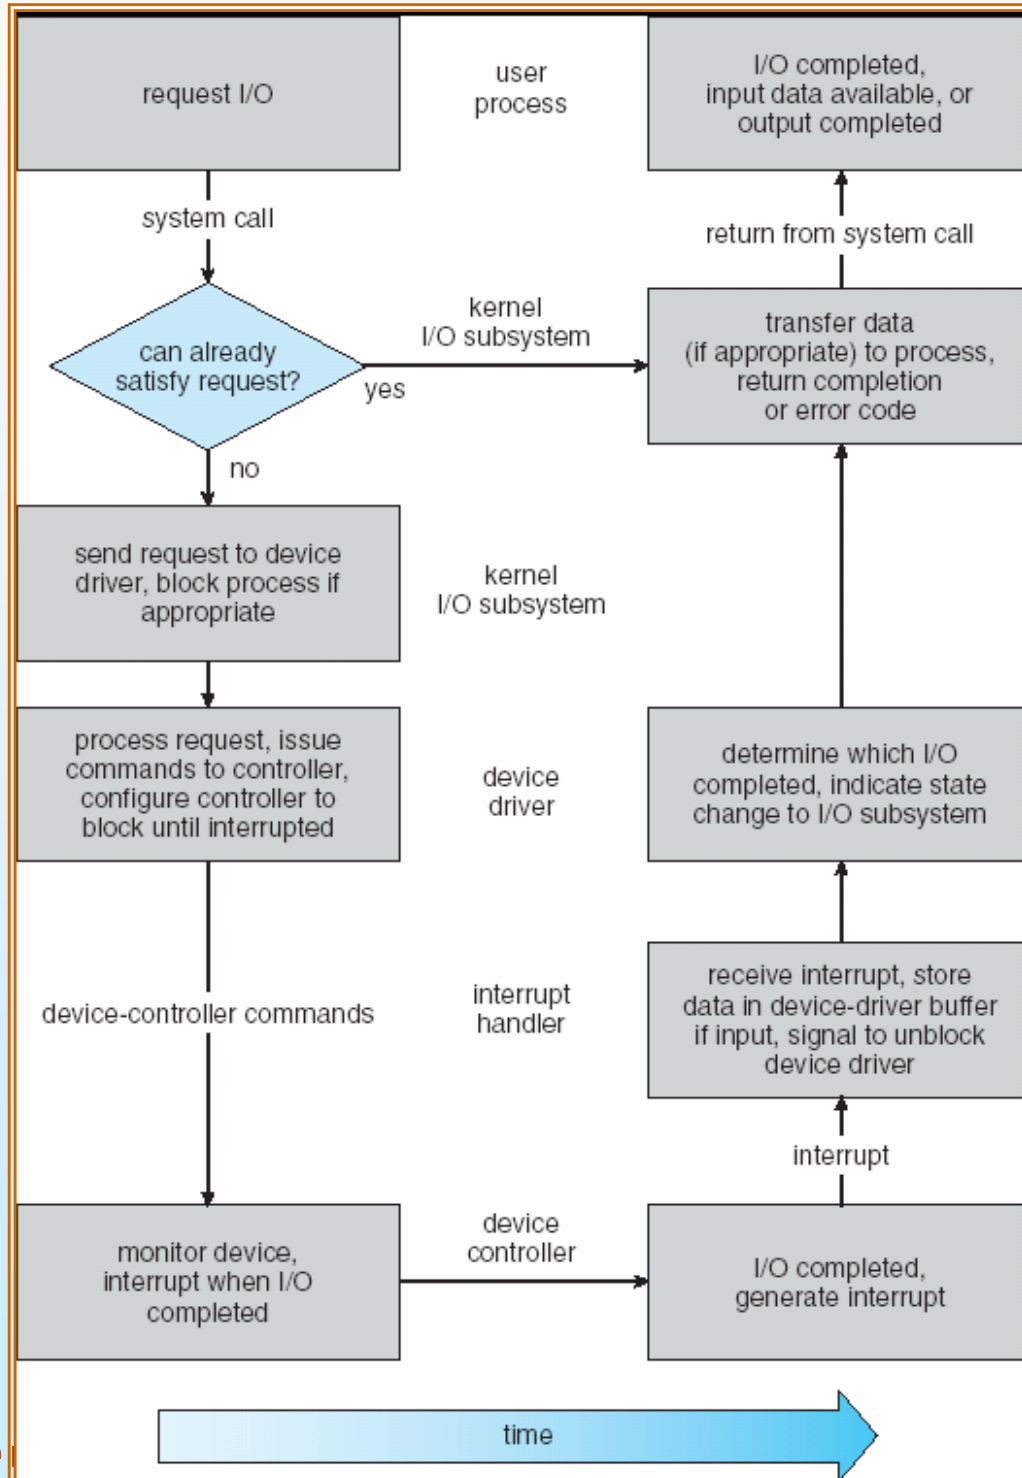 request I/O
user
process
I/O completed,
input data available, or
output completed
system call
return from system call
can already
satisfy request?
kernel
I/O subsystem
yes
transfer data
(if appropriate) to process,
return completion
or error code
no
send request to device
driver, block process if
appropriate
kernel
I/O subsystem
process request, issue
commands to controller,
configure controller to
block until interrupted
device
driver
determine which I/O
completed, indicate state
change to I/O subsystem
device-controller commands
interrupt
handler
receive interrupt, store
data in device-driver buffer
if input, signal to unblock
device driver
interrupt
monitor device,
interrupt when I/O
completed
device
controller
I/O completed,
generate interrupt
time